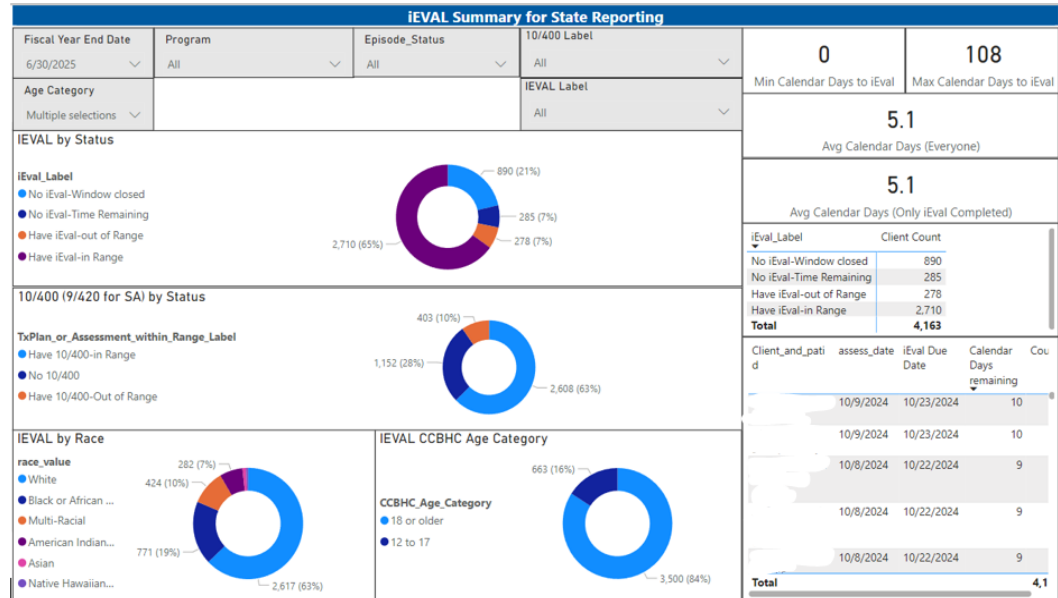 iEVAL Summary for State Reporting
Fiscal Year End Date
6/30/2025
Program
All
Episode_Status
All
10/400 Label
All
Age Category
Multiple selections
IEVAL Label
All
0
Min Calendar Days to iEval
108
Max Calendar Days to iEval
5.1
Avg Calendar Days (Everyone)
5.1
Avg Calendar Days (Only iEval Completed)
IEVAL by Status
iEval_Label
No iEval-Window closed
No iEval-Time Remaining
Have iEval-out of Range
Have iEval-in Range
890 (21%)
285 (7%)
278 (7%)
2,710 (65%)
10/400 (9/420 for SA) by Status
TxPlan_or_Assessment_within_Range_Label
Have 10/400-in Range
No 10/400
Have 10/400-Out of Range
403 (10%)
1,152 (28%)
2,608 (63%)
IEVAL by Race
race_value
White
Black or African ...
Multi-Racial
American Indian...
Asian
Native Hawaiian...
282 (7%)
424 (10%)
771 (19%)
2,617 (63%)
IEVAL CCBHC Age Category
CCBHC_Age_Category
18 or older
12 to 17
663 (16%)
3,500 (84%)
iEval_Label Client Count
No iEval-Window closed 890
No iEval-Time Remaining 285
Have iEval-out of Range 278
Have iEval-in Range 2,710
Total 4,163
Client_and_pati assess_date iEval Due Calendar Cou
d Date Days
remaining
10/9/2024 10/23/2024 10
10/9/2024 10/23/2024 10
10/8/2024 10/22/2024 9
10/8/2024 10/22/2024 9
10/8/2024 10/22/2024 9
Total 4,1